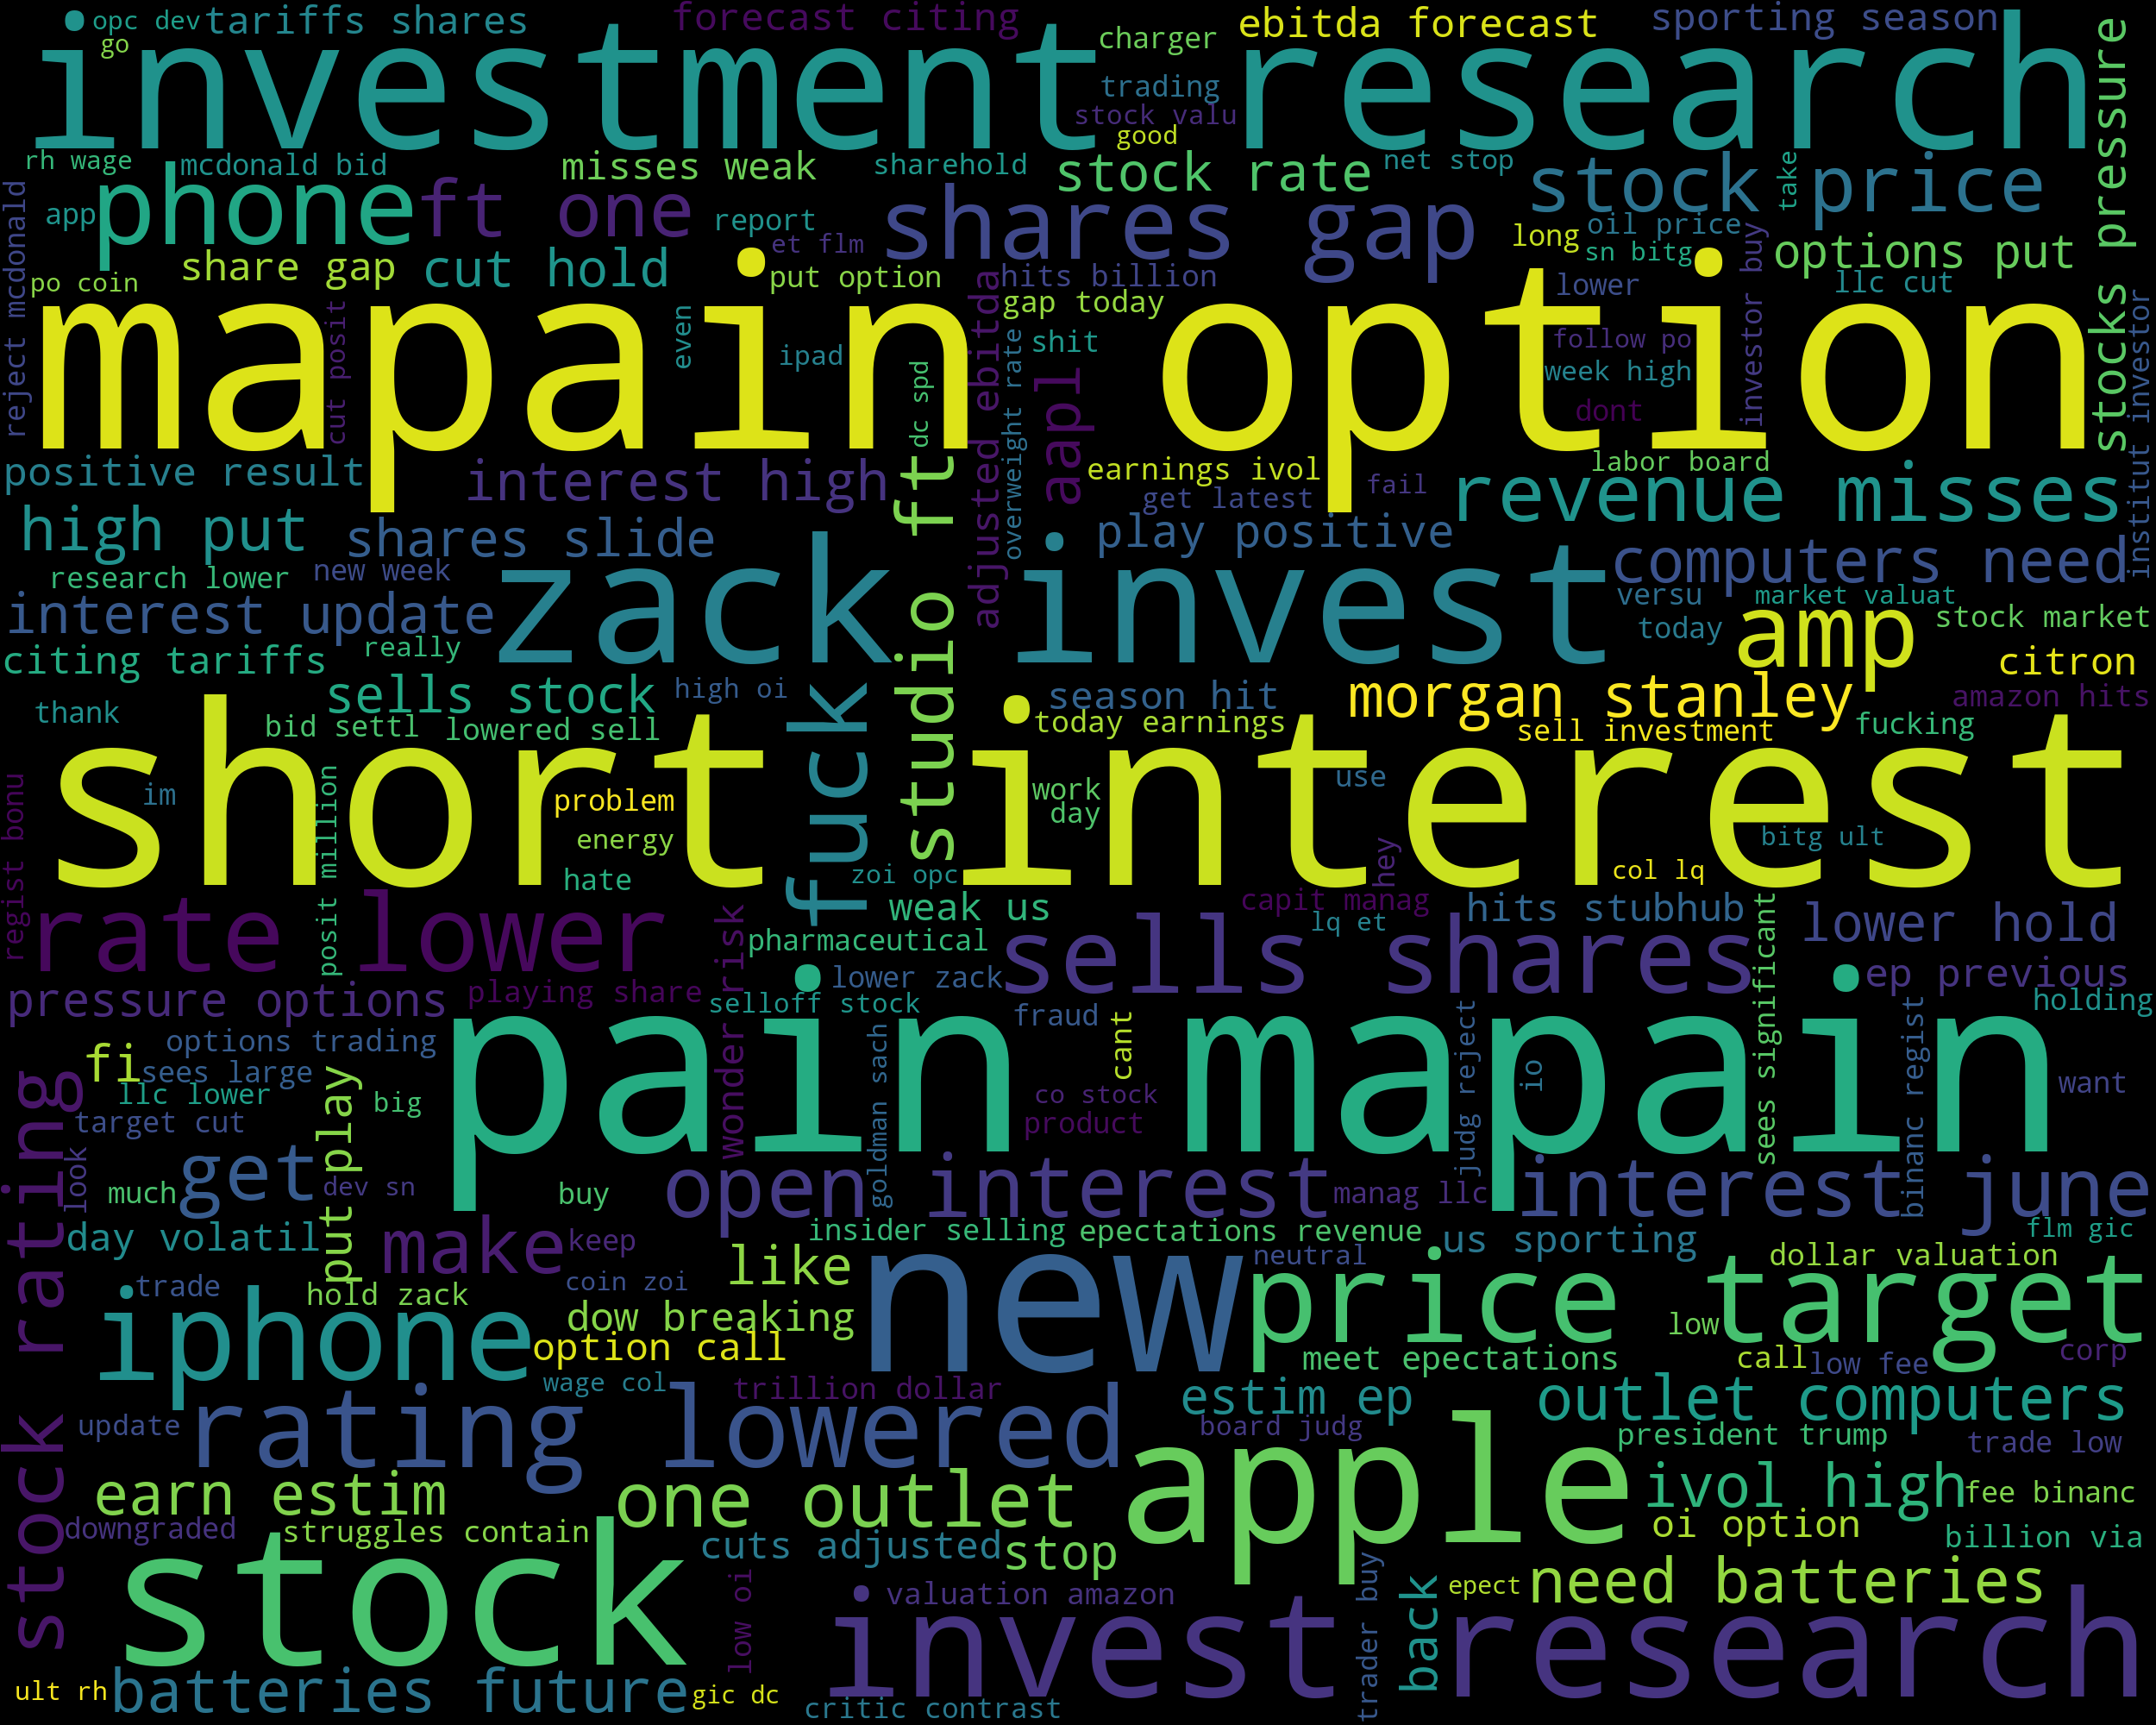 opc dev
tariffs shares
forecast citing
charger
ebitda forecast
sporting season
go
investment research
trading
stock valu
good
stocks pressure
rh wage
mcdonald bid
misses weak
sharehold
stock rate
net stop
take
stock price
reject mcdonald
app
phone
ft one
report
shares gap
oil price
et flm
long
sn bitg
investor buy
options put
share gap
cut hold
put option
hits billion
po coin
gap today
lower
llc cut
mapain option
cut posit
even
ipad
shit
follow po
week high
dont
institut investor
dc spd
overweight rate
adjusted ebitda
aapl
positive result
interest high
earnings ivol
labor board
get latest
fail
revenue misses
high put
shares slide
studio ft
play positive
computers need
research lower
new week
zack invest
versu
market valuat
interest update
today
amp
stock market
citing tariffs
really
citron
sells stock
high oi
fuck
season hit
morgan stanley
amazon hits
thank
bid settl
lowered sell
today earnings
sell investment
fucking
short interest
im
problem
work
use
day
energy
bitg ult
regist bonu
posit million
hate
zoi opc
hey
col lq
rate lower
weak us
capit manag
hits stubhub
lq et
lower hold
wonder risk
pharmaceutical
sells shares
sees significant
pressure options
playing share
lower zack
ep previous
selloff stock
holding
fraud
options trading
fi
sees large
pain mapain
goldman sach
cant
judg reject
io
binanc regist
llc lower
big
co stock
want
target cut
product
stock rating
look
put play
much
get
dev sn
buy
open interest
manag llc
interest june
day volatil
make
keep
insider selling
epectations revenue
us sporting
flm gic
like
neutral
dollar valuation
trade
hold zack
coin zoi
new
price target
iphone
dow breaking
low
option call
meet epectations
call
low fee
corp
wage col
trillion dollar
estim ep
outlet computers
update
rating lowered
board judg
president trump
trade low
earn estim
one outlet
apple
ivol high
fee binanc
downgraded
struggles contain
oi option
cuts adjusted
stop
billion via
stock
low oi
valuation amazon
trader buy
back
epect
need batteries
invest research
ult rh
batteries future
gic dc
critic contrast